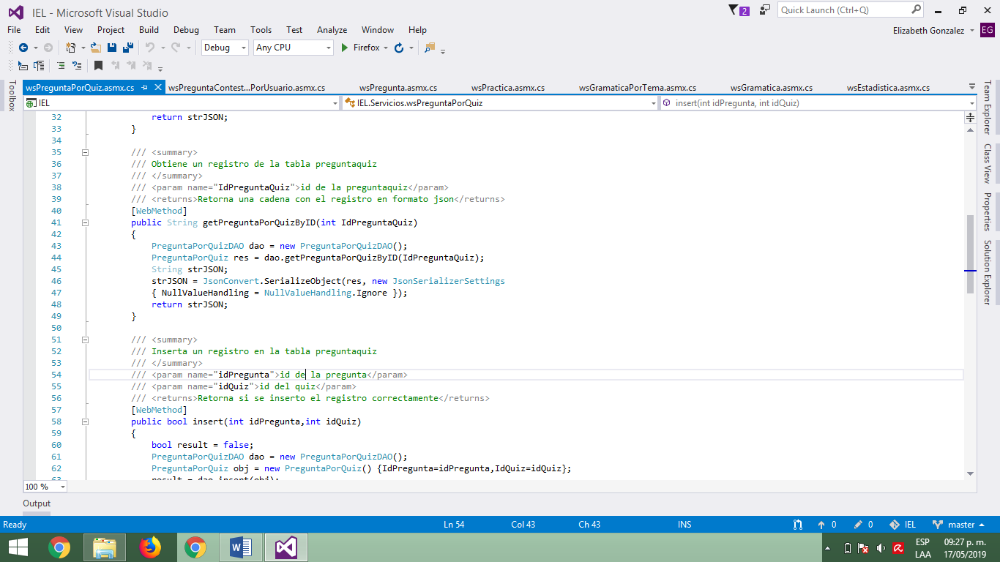 IEL - Microsoft Visual Studio
2
Quick Launch (Ctrl+Q)
File Edit View Project Build Debug Team Tools Test Analyze Window Help
Elizabeth Gonzalez EG
Debug Any CPU Firefox
Toolbox
wsPreguntaPorQuiz.asmx.cs wsPreguntaContest...PorUsuario.asmx.cs wsPregunta.asmx.cs wsPractica.asmx.cs wsGramaticaPorTema.asmx.cs wsGramatica.asmx.cs wsEstadistica.asmx.cs
IEL IEL.Servicios.wsPreguntaPorQuiz insert(int idPregunta, int idQuiz)
32 return strJSON;
33 }
34
35 /// <summary>
36 /// Obtiene un registro de la tabla preguntaquiz
37 /// </summary>
38 /// <param name="IdPreguntaQuiz">id de la preguntaquiz</param>
39 /// <returns>Retorna una cadena con el registro en formato json</returns>
40 [WebMethod]
41 public String getPreguntaPorQuizByID(int IdPreguntaQuiz)
42 {
43 PreguntaPorQuizDAO dao = new PreguntaPorQuizDAO();
44 PreguntaPorQuiz res = dao.getPreguntaPorQuizByID(IdPreguntaQuiz);
45 String strJSON;
46 strJSON = JsonConvert.SerializeObject(res, new JsonSerializerSettings
47 { NullValueHandling = NullValueHandling.Ignore });
48 return strJSON;
49 }
50
51 /// <summary>
52 /// Inserta un registro en la tabla preguntaquiz
53 /// </summary>
54 /// <param name="idPregunta">id de la pregunta</param>
55 /// <param name="idQuiz">id del quiz</param>
56 /// <returns>Retorna si se inserto el registro correctamente</returns>
57 [WebMethod]
58 public bool insert(int idPregunta,int idQuiz)
59 {
60 bool result = false;
61 PreguntaPorQuizDAO dao = new PreguntaPorQuizDAO();
62 PreguntaPorQuiz obj = new PreguntaPorQuiz() {IdPregunta=idPregunta,IdQuiz=idQuiz};
63 result = dao.insert(obj);
Team Explorer
Class View
Properties
Solution Explorer
100 %
Output
Ready Ln 54 Col 43 Ch 43 INS 0 0 IEL master
ESP 09:27 p. m.
LAA 17/05/2019